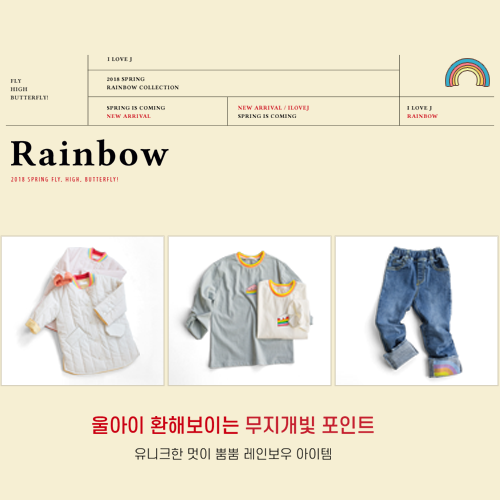 I LOVE J
FLY
HIGH
BUTTERFLY!
2018 SPRING
RAINBOW COLLECTION
SPRING IS COMING
NEW ARRIVAL
NEW ARRIVAL / ILOVEJ
SPRING IS COMING
I LOVE J
RAINBOW
Rainbow
2018 SPRING FLY, HIGH, BUTTERFLY!
울아이 환해보이는 무지개빛 포인트
유니크한 멋이 뿜뿜 레인보우 아이템